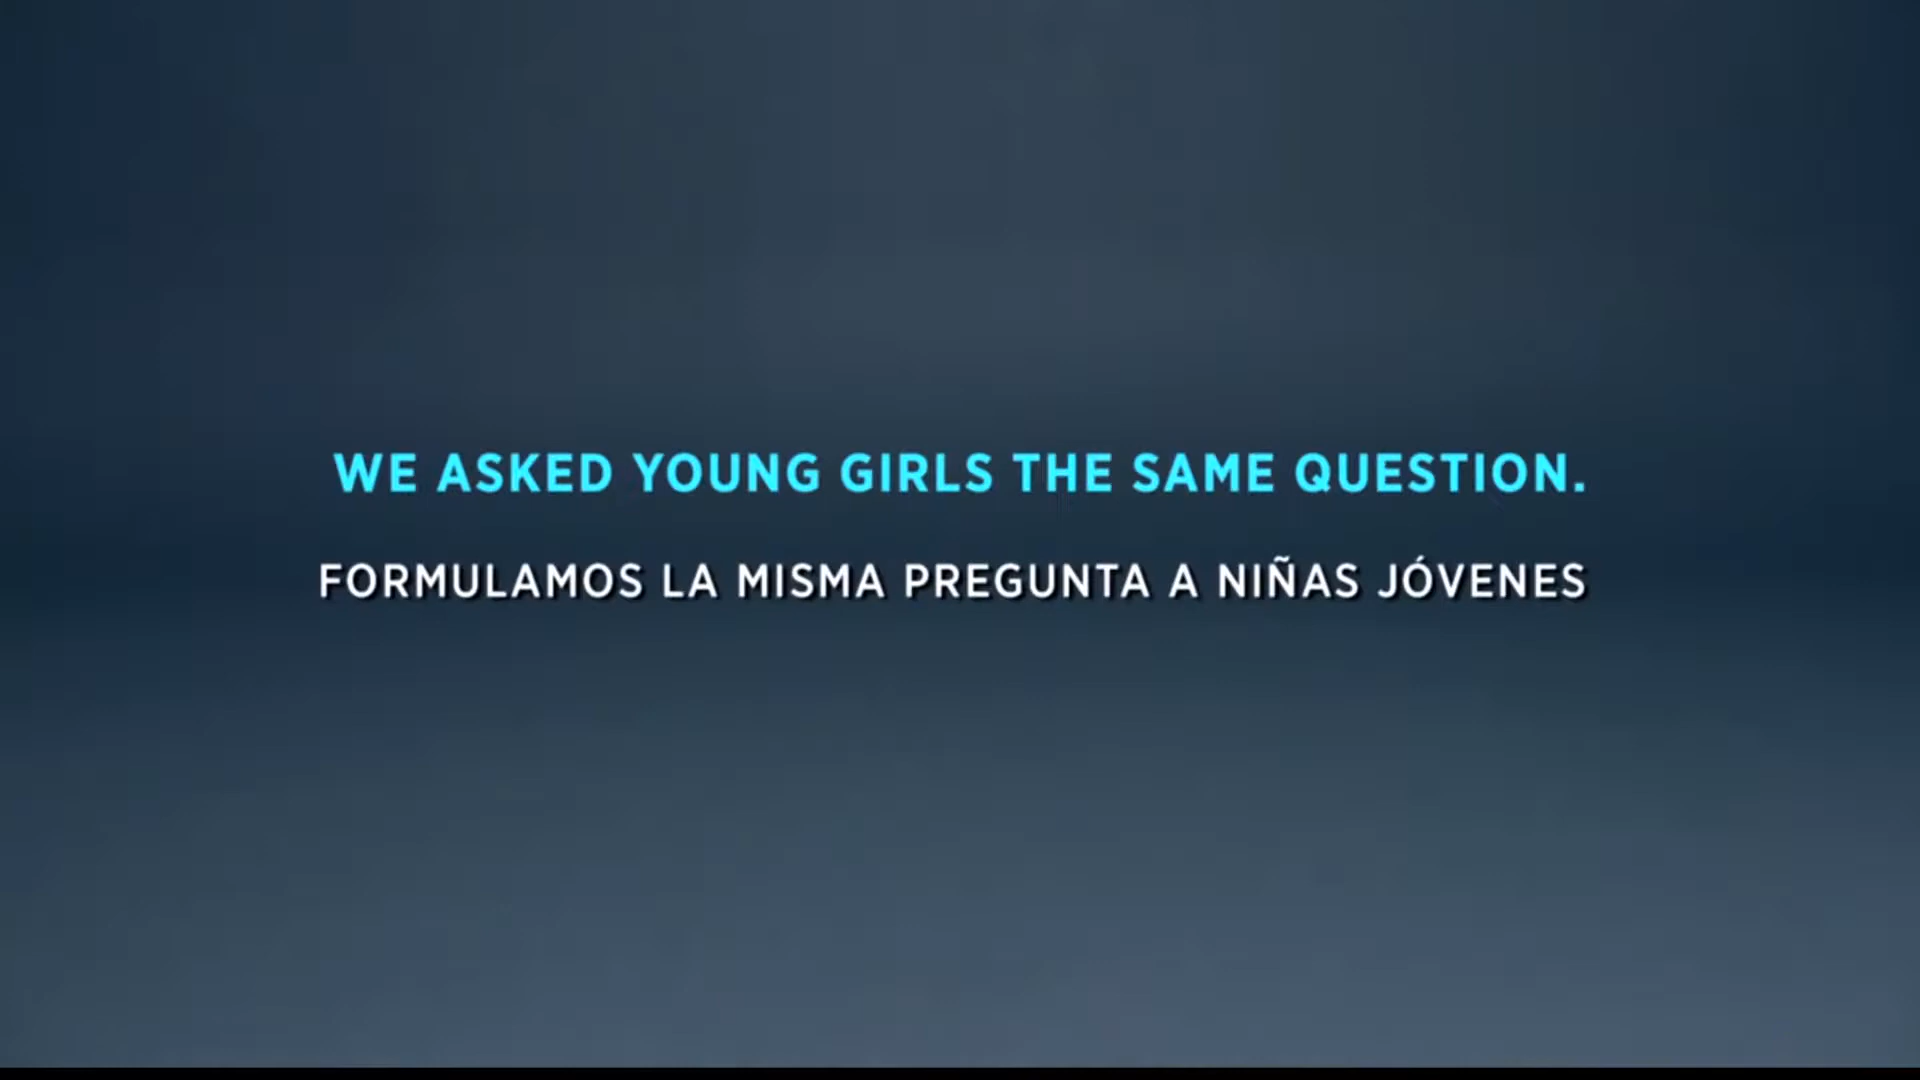 WE ASKED YOUNG GIRLS THE SAME QUESTION.
FORMULAMOS LA MISMA PREGUNTA A NIÑAS JÓVENES